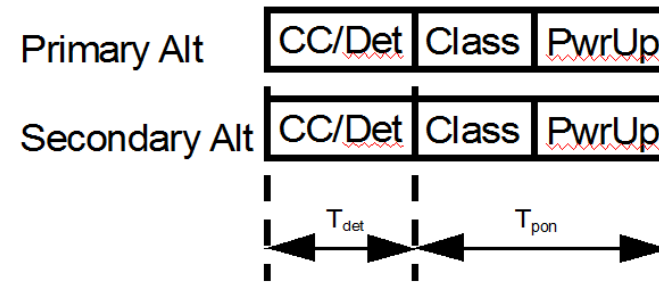 Primary Alt CC/Det Class PwrUp
Secondary Alt CC/Det Class PwrUp
Tdet Tpon